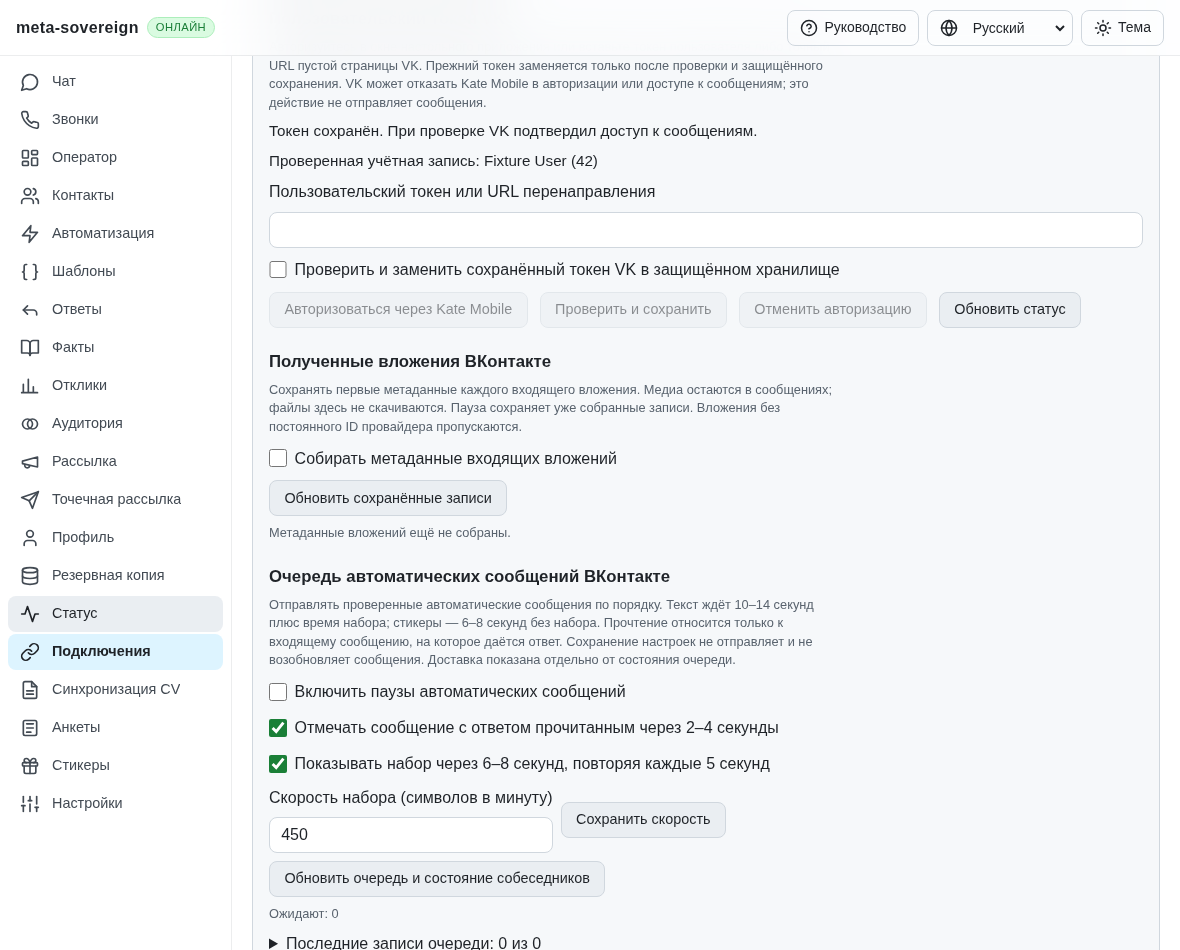 meta-sovereign
ОНЛАЙН
Руководство
Русский
Тема
Чат
Звонки
Оператор
Контакты
Автоматизация
Шаблоны
Ответы
Факты
Отклики
Аудитория
Рассылка
Точечная рассылка
Профиль
Резервная копия
Статус
Подключения
Синхронизация CV
Анкеты
Стикеры
Настройки
URL пустой страницы VK. Прежний токен заменяется только после проверки и защищённого
сохранения. VK может отказать Kate Mobile в авторизации или доступе к сообщениям; это
действие не отправляет сообщения.
Токен сохранён. При проверке VK подтвердил доступ к сообщениям.
Проверенная учётная запись: Fixture User (42)
Пользовательский токен или URL перенаправления
Проверить и заменить сохранённый токен VK в защищённом хранилище
Авторизоваться через Kate Mobile
Проверить и сохранить
Отменить авторизацию
Обновить статус
Полученные вложения ВКонтакте
Сохранять первые метаданные каждого входящего вложения. Медиа остаются в сообщениях;
файлы здесь не скачиваются. Пауза сохраняет уже собранные записи. Вложения без
постоянного ID провайдера пропускаются.
Собирать метаданные входящих вложений
Обновить сохранённые записи
Метаданные вложений ещё не собраны.
Очередь автоматических сообщений ВКонтакте
Отправлять проверенные автоматические сообщения по порядку. Текст ждёт 10–14 секунд
плюс время набора; стикеры — 6–8 секунд без набора. Прочтение относится только к
входящему сообщению, на которое даётся ответ. Сохранение настроек не отправляет и не
возобновляет сообщения. Доставка показана отдельно от состояния очереди.
Включить паузы автоматических сообщений
Отмечать сообщение с ответом прочитанным через 2–4 секунды
Показывать набор через 6–8 секунд, повторяя каждые 5 секунд
Скорость набора (символов в минуту)
450
Сохранить скорость
Обновить очередь и состояние собеседников
Ожидают: 0
Последние записи очереди: 0 из 0